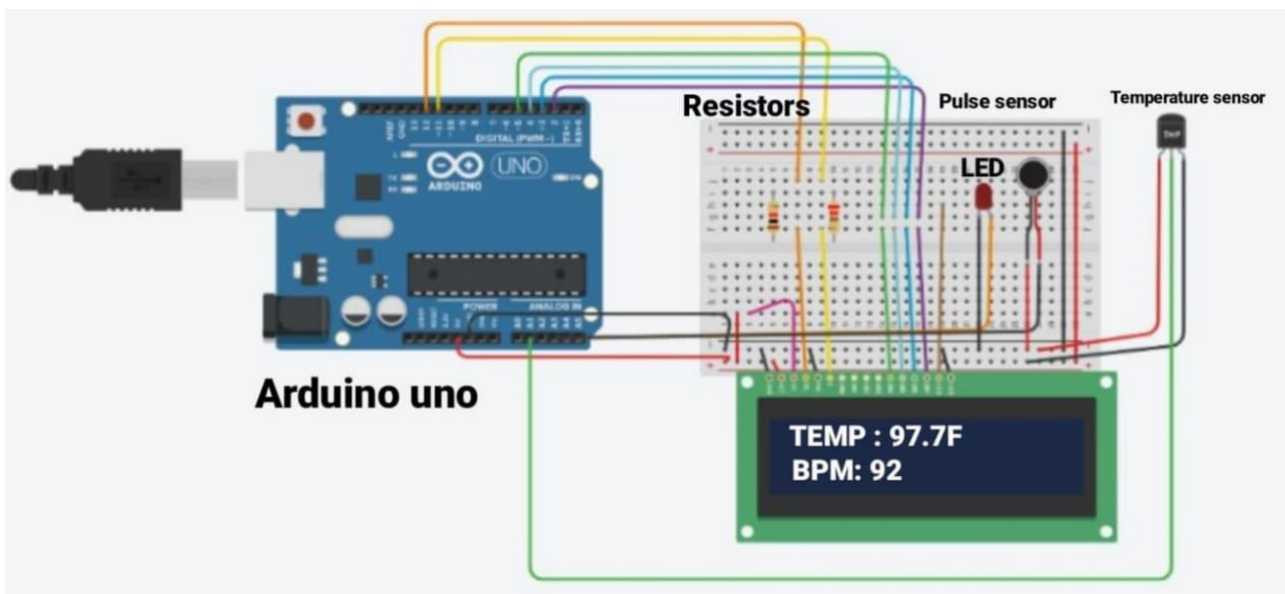 Resistors
Pulse sensor
Temperature sensor
TMP
LED
DIGITAL (PWM~)
UNO
ARDUINO
POWER
ANALOG IN
Arduino uno
TEMP : 97.7F
BPM: 92